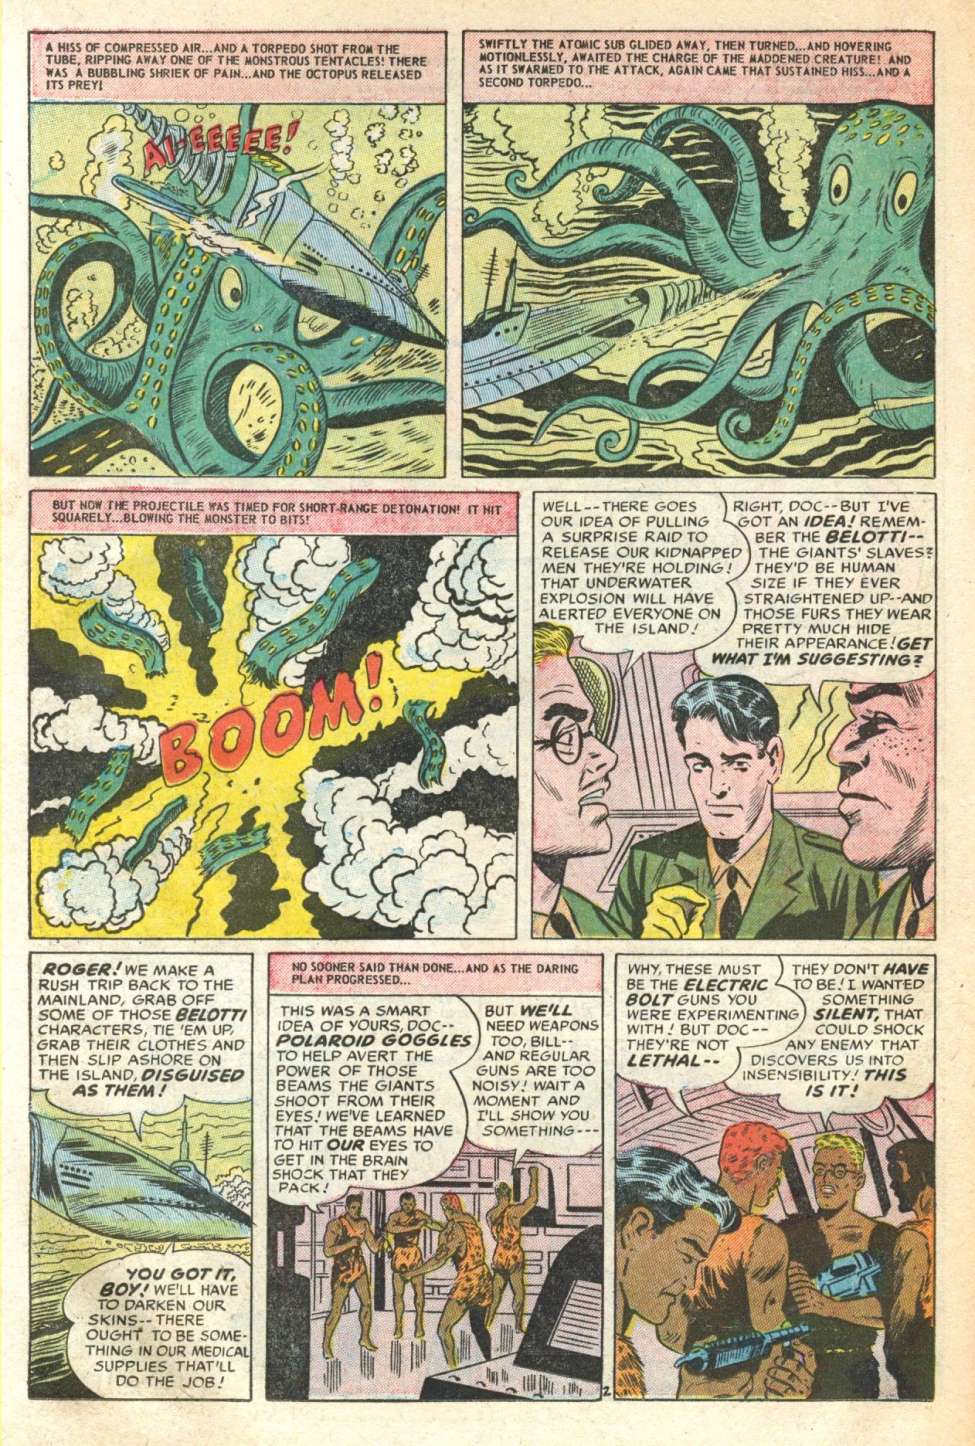 A HISS OF COMPRESSED AIR...AND A TORPEDO SHOT FROM THE
TUBE, RIPPING AWAY ONE OF THE MONSTROUS TENTACLES! THERE
WAS A BUBBLING SHRIEK OF PAIN...AND THE OCTOPUS RELEASED
ITS PREY!
AI-EEEEEE!
SWIFTLY THE ATOMIC SUB GLIDED AWAY, THEN TURNED...AND HOVERING
MOTIONLESSLY, AWAITED THE CHARGE OF THE MADDENED CREATURE! AND
AS IT SWARMED TO THE ATTACK, AGAIN CAME THAT SUSTAINED HISS...AND A
SECOND TORPEDO...
BUT NOW THE PROJECTILE WAS TIMED FOR SHORT-RANGE DETONATION! IT HIT
SQUARELY...BLOWING THE MONSTER TO BITS!
BOOM!
WELL--THERE GOES
OUR IDEA OF PULLING
A SURPRISE RAID TO
RELEASE OUR KIDNAPPED
MEN THEY'RE HOLDING!
THAT UNDERWATER
EXPLOSION WILL HAVE
ALERTED EVERYONE ON
THE ISLAND!
RIGHT, DOC--BUT I'VE
GOT AN IDEA! REMEM-
BER THE BELOTTI--
THE GIANTS' SLAVES?
THEY'D BE HUMAN
SIZE IF THEY EVER
STRAIGHTENED UP--AND
THOSE FURS THEY WEAR
PRETTY MUCH HIDE
THEIR APPEARANCE! GET
WHAT I'M SUGGESTING?
ROGER! WE MAKE A
RUSH TRIP BACK TO THE
MAINLAND, GRAB OFF
SOME OF THOSE BELOTTI
CHARACTERS, TIE 'EM UP,
GRAB THEIR CLOTHES AND
THEN SLIP ASHORE ON
THE ISLAND, DISGUISED
AS THEM!
YOU GOT IT,
BOY! WE'LL HAVE
TO DARKEN OUR
SKINS--THERE
OUGHT TO BE SOME-
THING IN OUR MEDICAL
SUPPLIES THAT'LL
DO THE JOB!
NO SOONER SAID THAN DONE...AND AS THE DARING
PLAN PROGRESSED...
THIS WAS A SMART
IDEA OF YOURS, DOC--
POLAROID GOGGLES
TO HELP AVERT THE
POWER OF THOSE
BEAMS THE GIANTS
SHOOT FROM THEIR
EYES! WE'VE LEARNED
THAT THE BEAMS HAVE
TO HIT OUR EYES TO
GET IN THE BRAIN
SHOCK THAT THEY
PACK!
BUT WE'LL
NEED WEAPONS
TOO, BILL--
AND REGULAR
GUNS ARE TOO
NOISY! WAIT A
MOMENT AND
I'LL SHOW YOU
SOMETHING---
2
WHY, THESE MUST
BE THE ELECTRIC
BOLT GUNS YOU
WERE EXPERIMENTING
WITH! BUT DOC--
THEY'RE NOT
LETHAL--
THEY DON'T HAVE
TO BE! I WANTED
SOMETHING
SILENT, THAT
COULD SHOCK
ANY ENEMY THAT
DISCOVERS US INTO
INSENSIBILITY! THIS
IS IT!